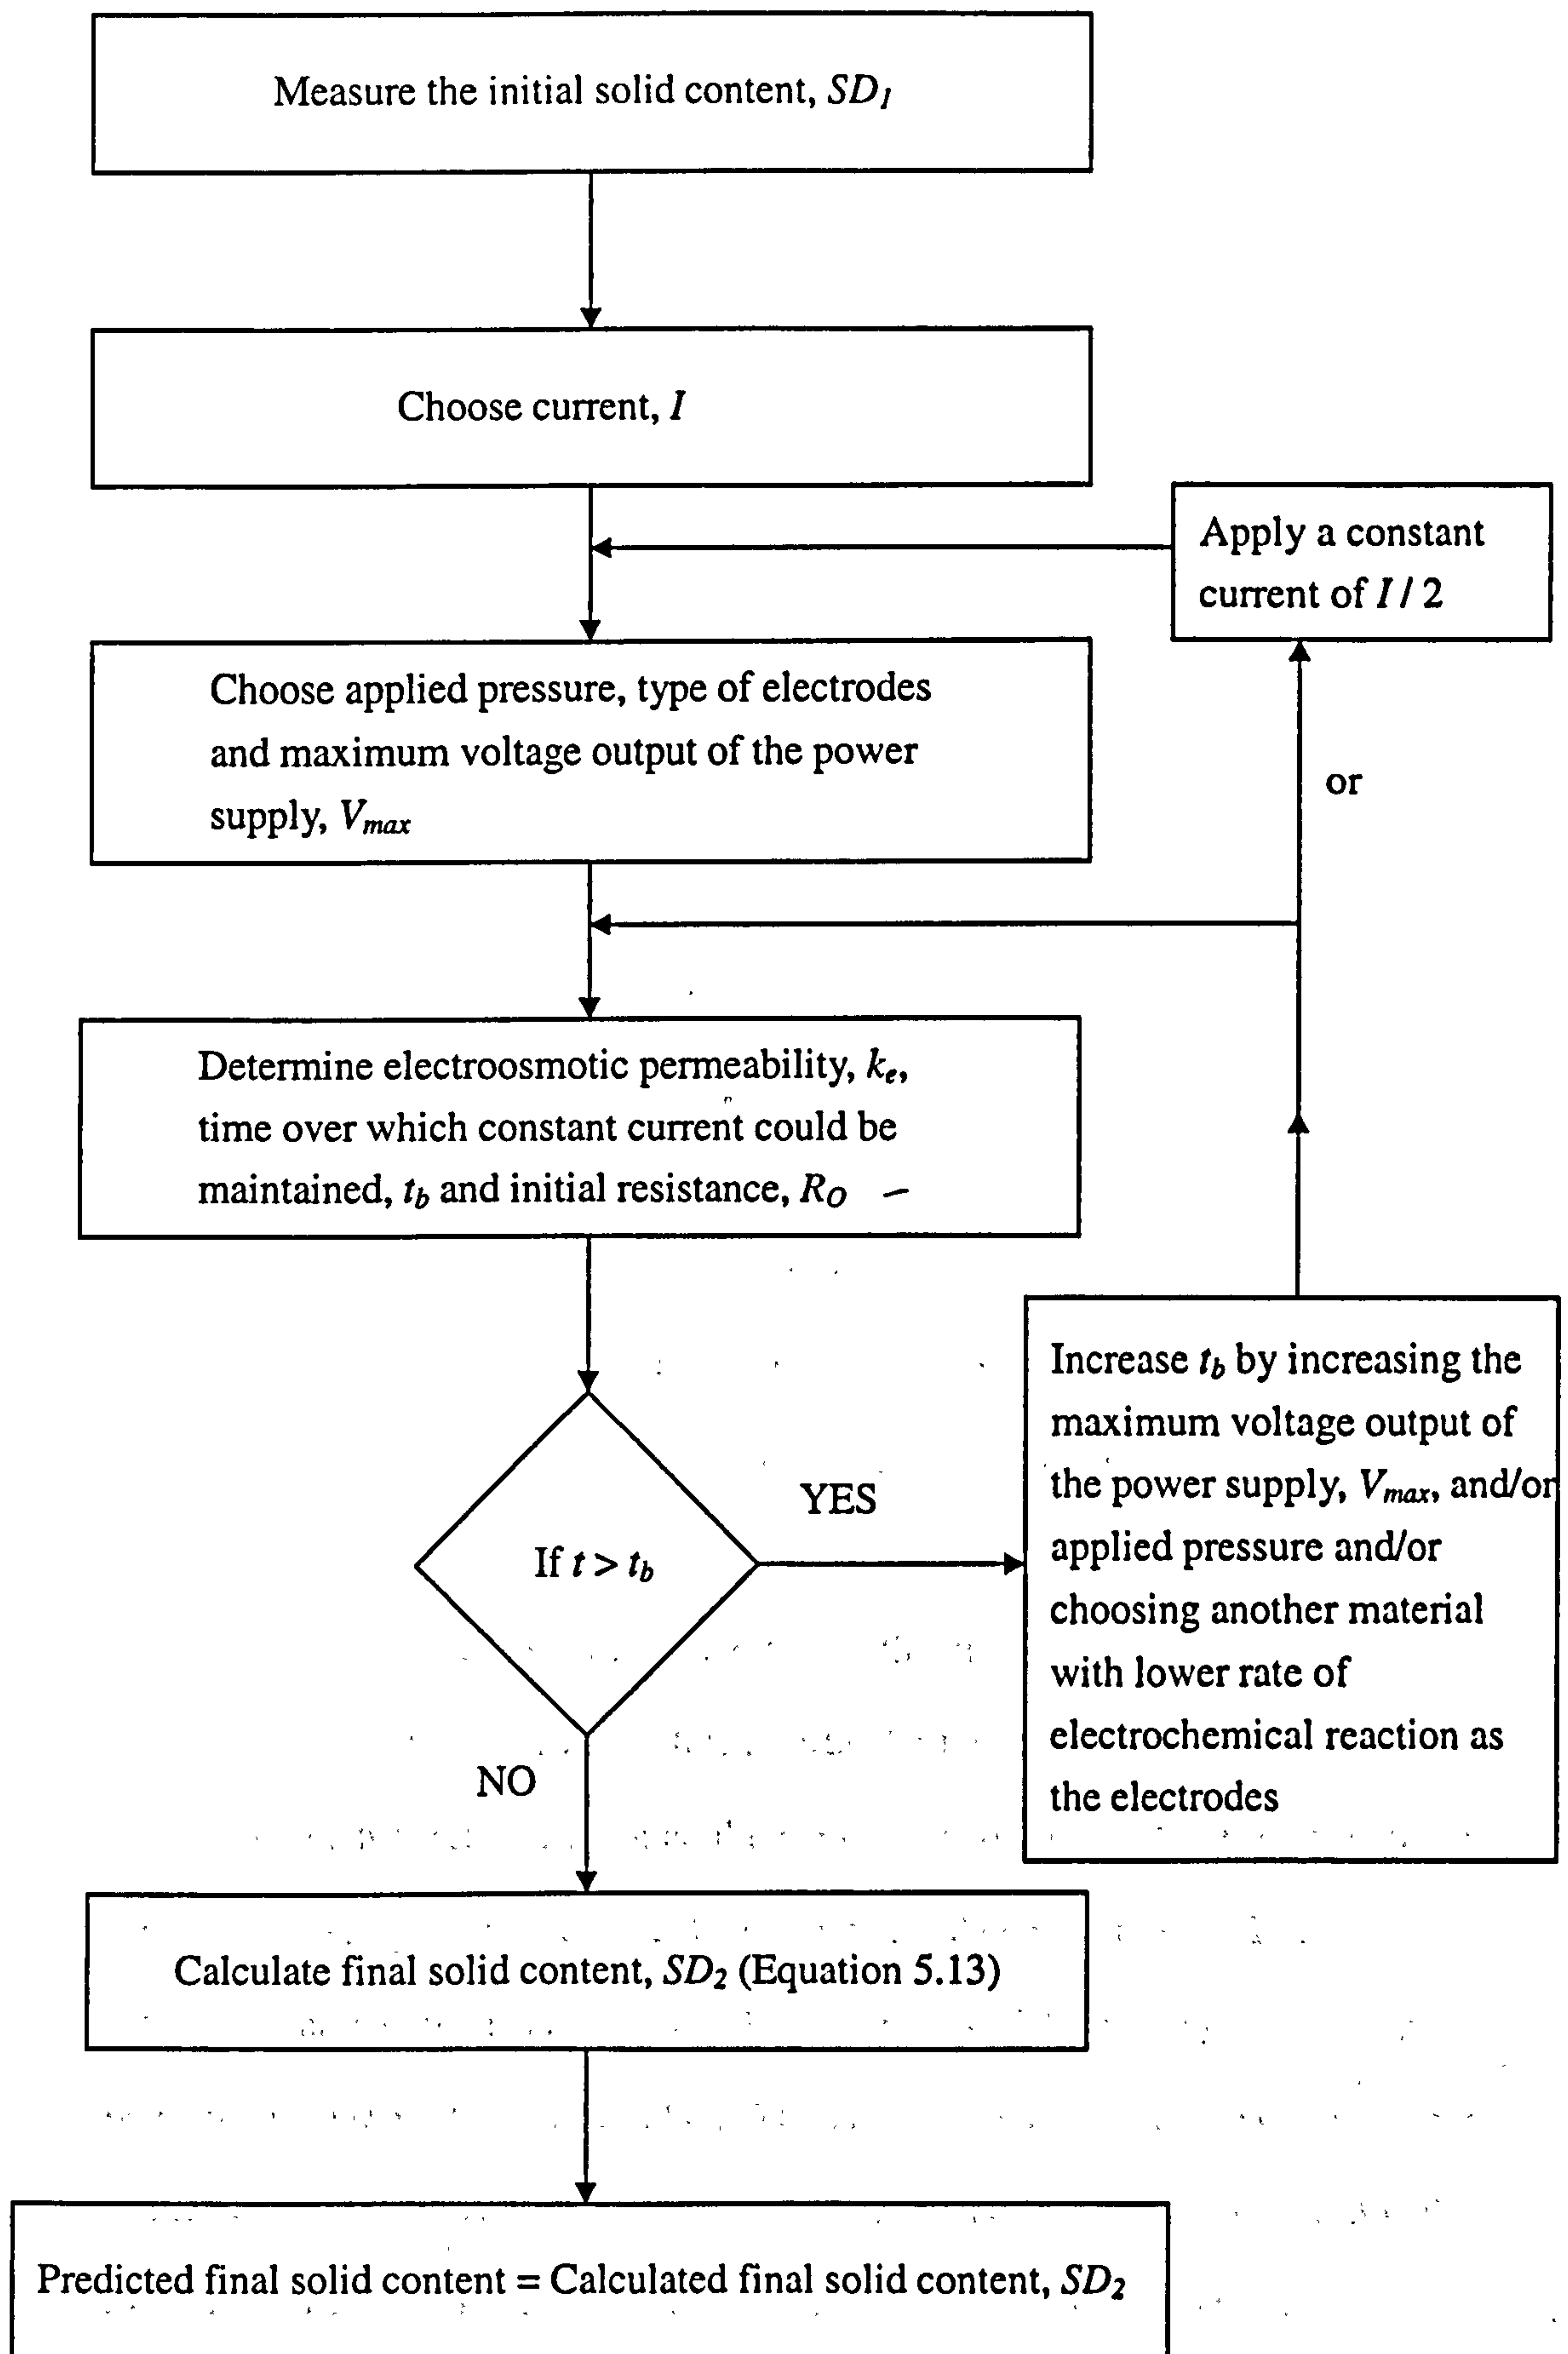 Measure the initial solid content, SD1
Choose current, I
Apply a constant
current of I / 2
Choose applied pressure, type of electrodes
and maximum voltage output of the power
supply, Vmax
or
Determine electroosmotic permeability, ke,
time over which constant current could be
maintained, tb and initial resistance, RO
If t > tb
YES
Increase tb by increasing the
maximum voltage output of
the power supply, Vmax, and/or
applied pressure and/or
choosing another material
with lower rate of
electrochemical reaction as
the electrodes
NO
Calculate final solid content, SD2 (Equation 5.13)
Predicted final solid content = Calculated final solid content, SD2